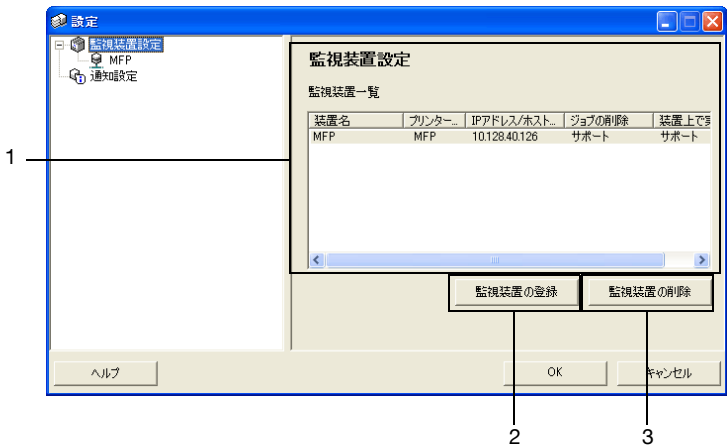 設定
監視装置設定
MFP
通知設定
監視装置設定
監視装置一覧
装置名 プリンター... IPアドレス/ホスト... ジョブの削除 装置上で実
MFP MFP 10.128.40.126 サポート サポート
監視装置の登録 監視装置の削除
ヘルプ OK キャンセル
1
2 3